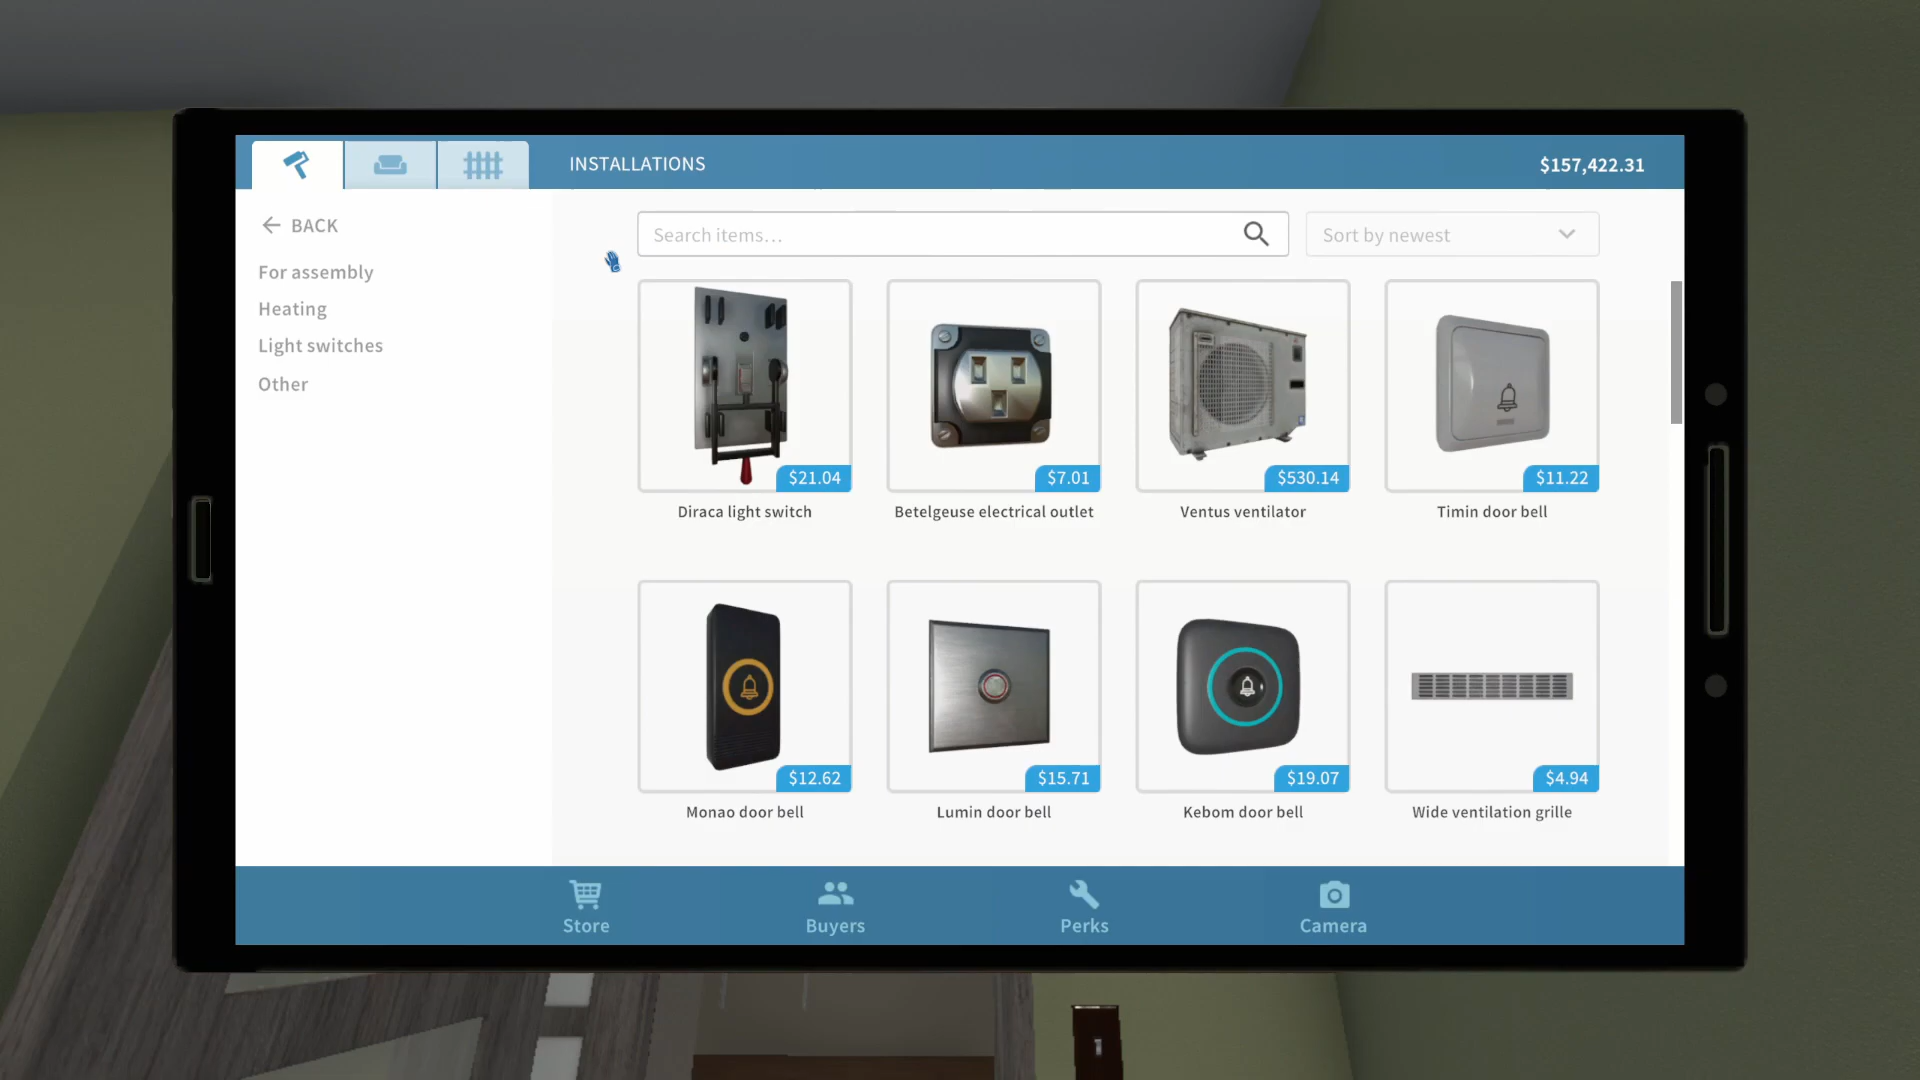 INSTALLATIONS
$157,422.31
BACK
For assembly
Heating
Light switches
Other
Search items...
Sort by newest
$21.04
$7.01
$530.14
$11.22
Diraca light switch
Betelgeuse electrical outlet
Ventus ventilator
Timin door bell
$12.62
$15.71
$19.07
$4.94
Monao door bell
Lumin door bell
Kebom door bell
Wide ventilation grille
Store
Buyers
Perks
Camera